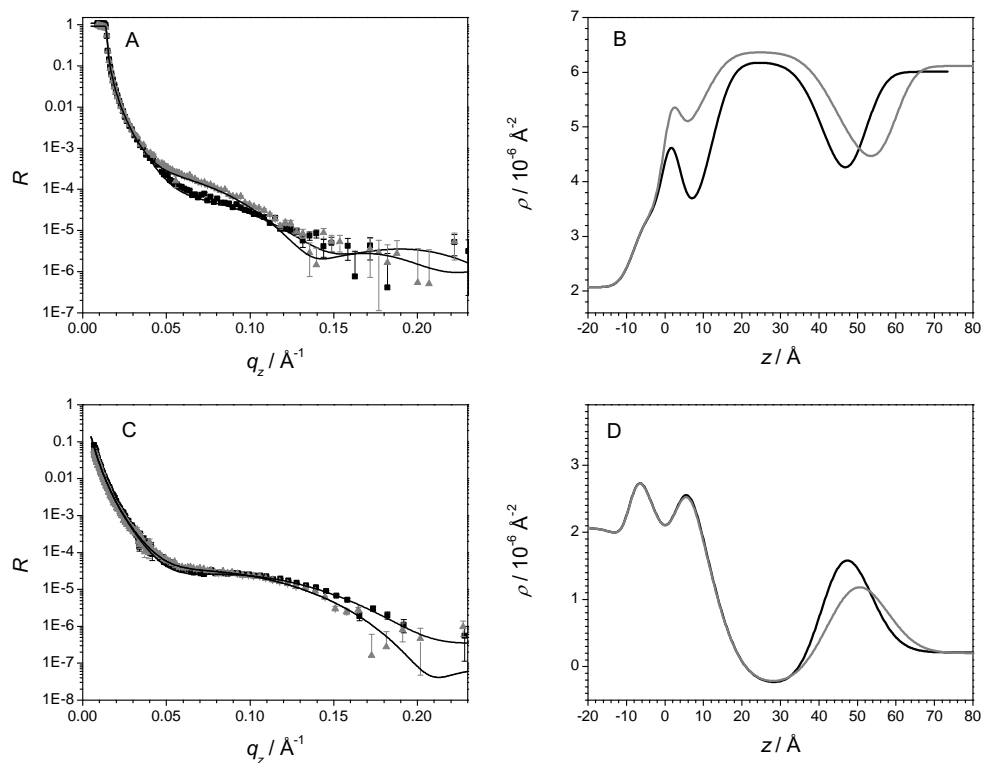 A
1
0.1
0.01
1E-3
1E-4
1E-5
1E-6
1E-7
R
0.00 0.05 0.10 0.15 0.20
q_z / Å⁻¹
B
7
6
5
4
3
2
ρ / 10⁻⁶ Å⁻²
-20 -10 0 10 20 30 40 50 60 70 80
z / Å
C
1
0.1
0.01
1E-3
1E-4
1E-5
1E-6
1E-7
1E-8
R
0.00 0.05 0.10 0.15 0.20
q_z / Å⁻¹
D
3
2
1
0
ρ / 10⁻⁶ Å⁻²
-20 -10 0 10 20 30 40 50 60 70 80
z / Å